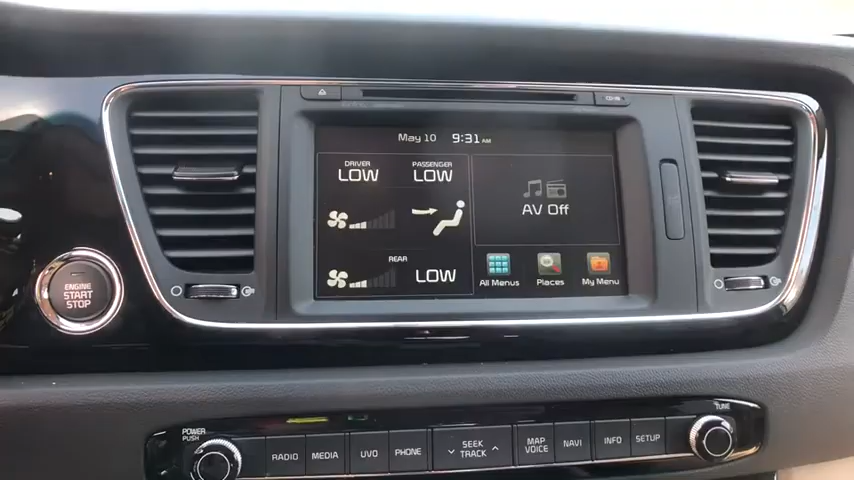 May 10 9:31 AM
DRIVER
LOW
PASSENGER
LOW
AV Off
REAR
LOW
All Menus
Places
My Menu
ENGINE
START
STOP
POWER
PUSH
TUNE
RADIO
MEDIA
UVO
PHONE
SEEK
TRACK
MAP
VOICE
NAVI
INFO
SETUP